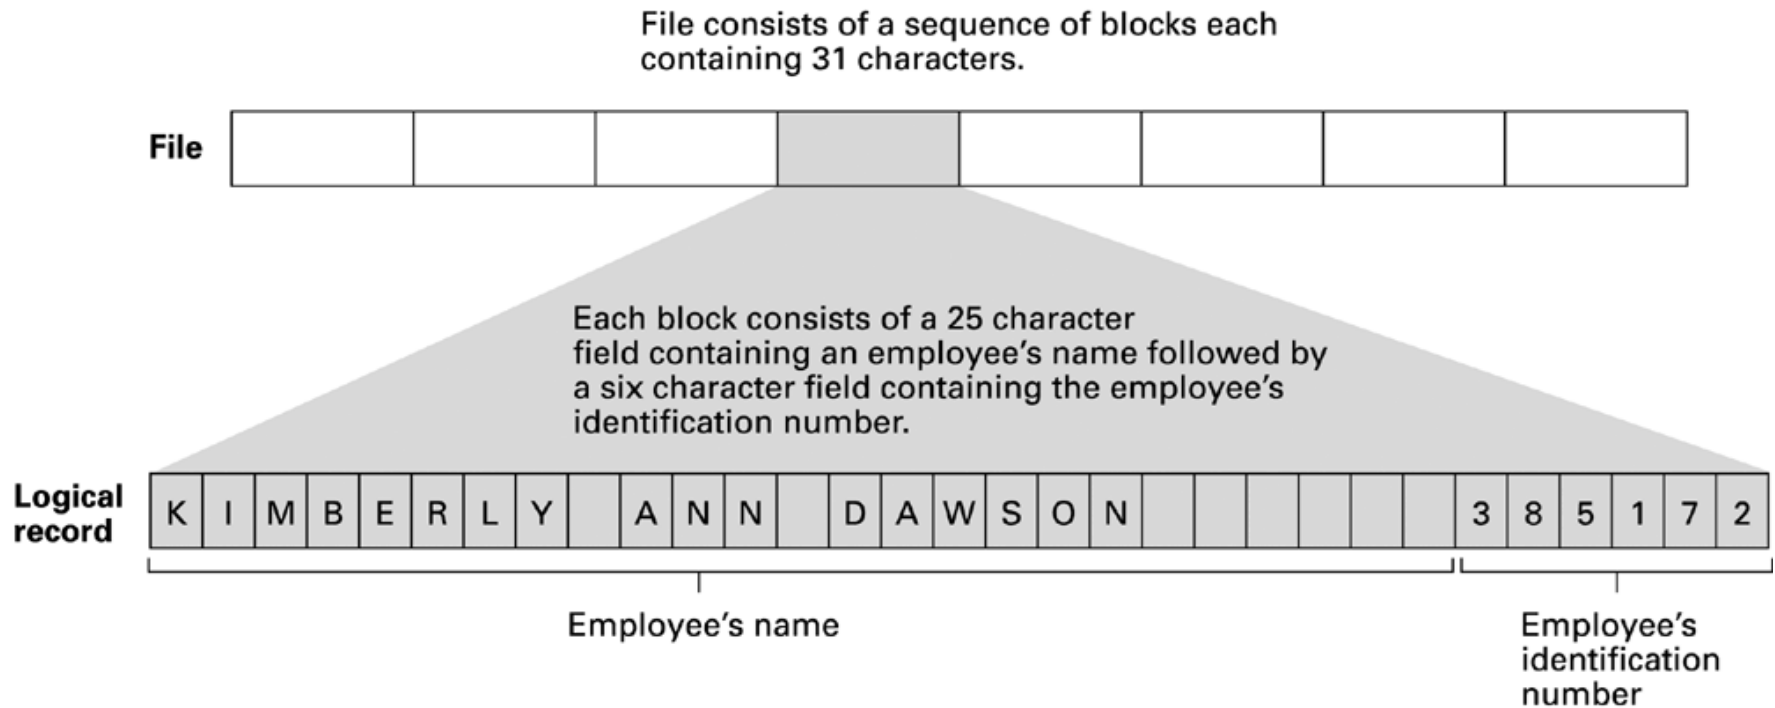 File consists of a sequence of blocks each
containing 31 characters.
File
Each block consists of a 25 character
field containing an employee’s name followed by
a six character field containing the employee’s
identification number.
Logical
record
K I M B E R L Y A N N D A W S O N 3 8 5 1 7 2
Employee’s name
Employee’s
identification
number